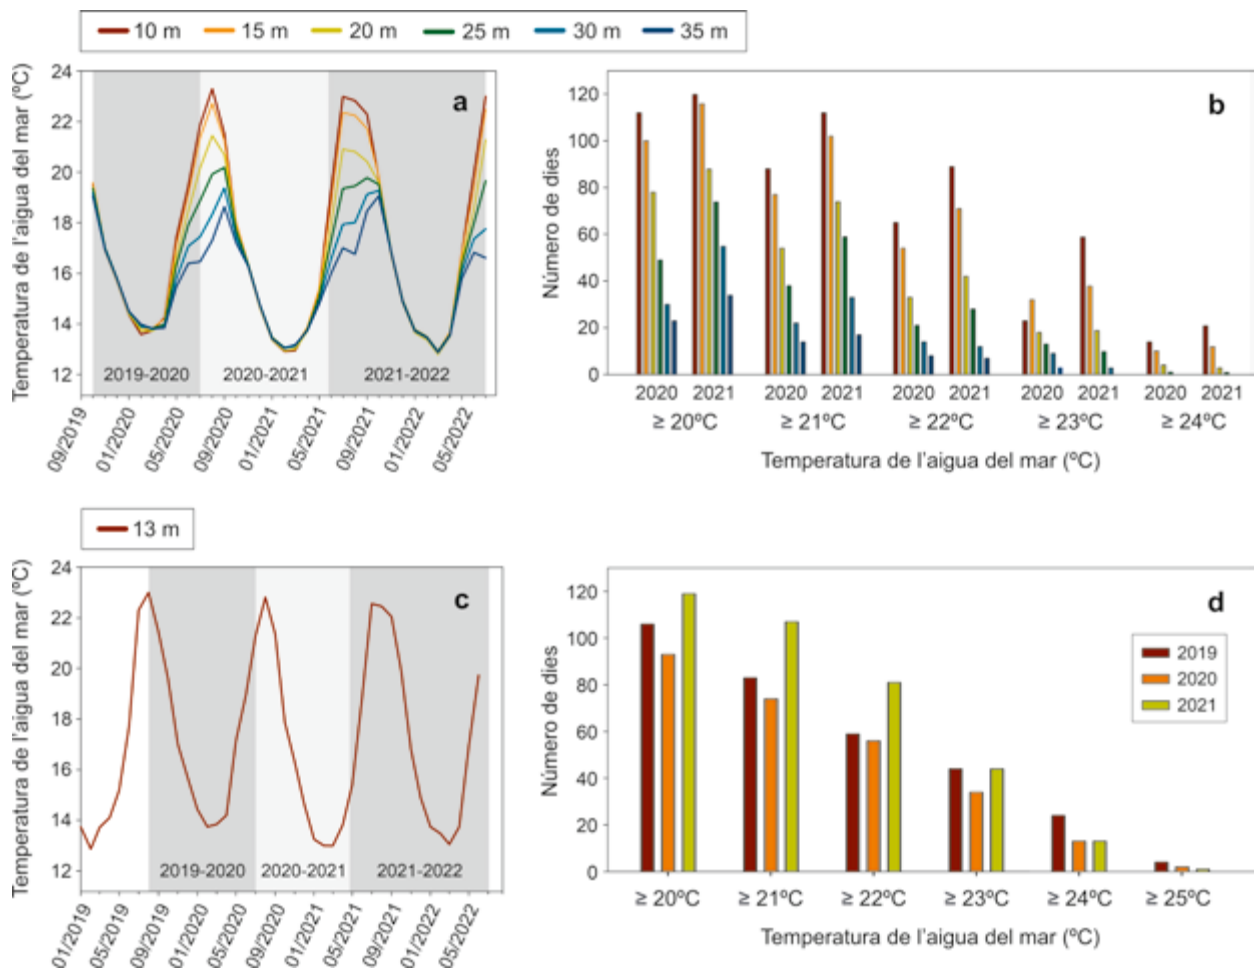 10 m 15 m 20 m 25 m 30 m 35 m
Temperatura de l'aigua del mar (ºC)
24
22
20
18
16
14
12
a
2019-2020 2020-2021 2021-2022
09/2019 01/2020 05/2020 09/2020 01/2021 05/2021 09/2021 01/2022 05/2022
Número de dies
120
100
80
60
40
20
0
b
2020 2021 2020 2021 2020 2021 2020 2021 2020 2021
≥ 20ºC ≥ 21ºC ≥ 22ºC ≥ 23ºC ≥ 24ºC
Temperatura de l'aigua del mar (ºC)
13 m
Temperatura de l'aigua del mar (ºC)
24
22
20
18
16
14
12
c
2019-2020 2020-2021 2021-2022
01/2019 05/2019 09/2019 01/2020 05/2020 09/2020 01/2021 05/2021 09/2021 01/2022 05/2022
Número de dies
120
100
80
60
40
20
0
d
2019
2020
2021
≥ 20ºC ≥ 21ºC ≥ 22ºC ≥ 23ºC ≥ 24ºC ≥ 25ºC
Temperatura de l'aigua del mar (ºC)